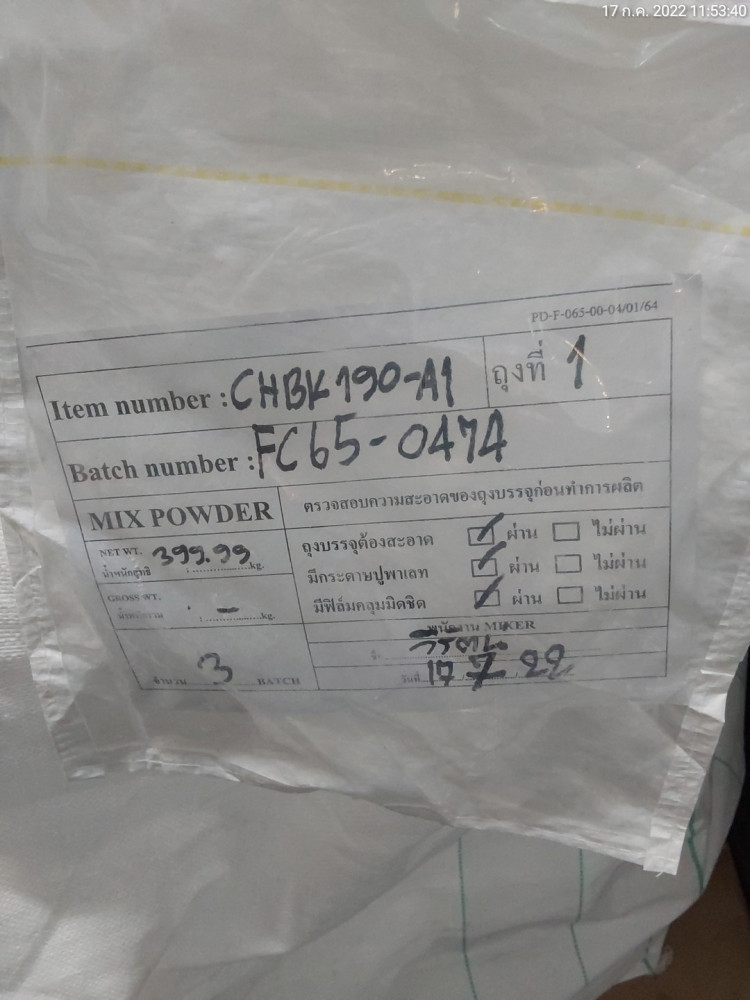 17 ก.ค. 2022 11:53:40
PD-F-065-00-04/01/64
Item number : CHBK190-A1 ถุงที่ 1
Batch number : FC65-0474
MIX POWDER
ตรวจสอบความสะอาดของถุงบรรจุก่อนทำการผลิต
NET WT.
น้ำหนักสุทธิ : 399.99 kg.
ถุงบรรจุต้องสะอาด ผ่าน ไม่ผ่าน
มีกระดาษปูพาเลท ผ่าน ไม่ผ่าน
มีฟิล์มคลุมมิดชิด ผ่าน ไม่ผ่าน
GROSS WT.
น้ำหนักรวม : - kg.
พนักงาน MIXER
จำนวน 3 BATCH
วันที่ 17 7 22